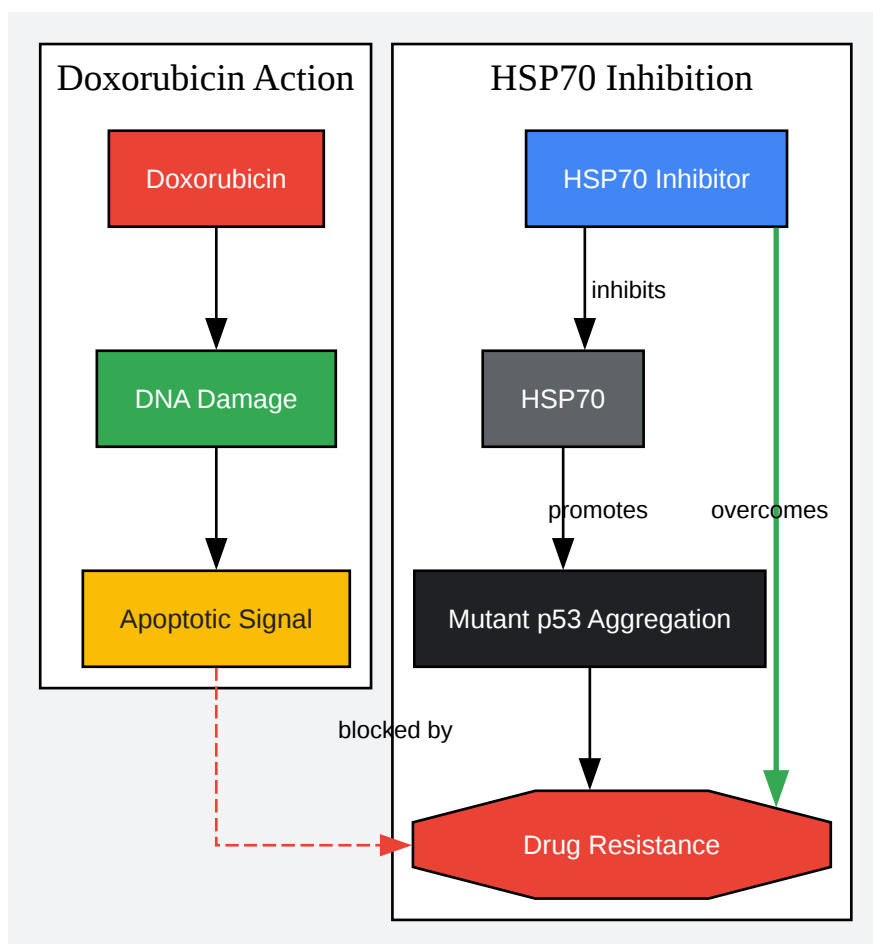 Doxorubicin Action
Doxorubicin
DNA Damage
Apoptotic Signal
blocked by
HSP70 Inhibition
HSP70 Inhibitor
inhibits
HSP70
promotes
overcomes
Mutant p53 Aggregation
Drug Resistance